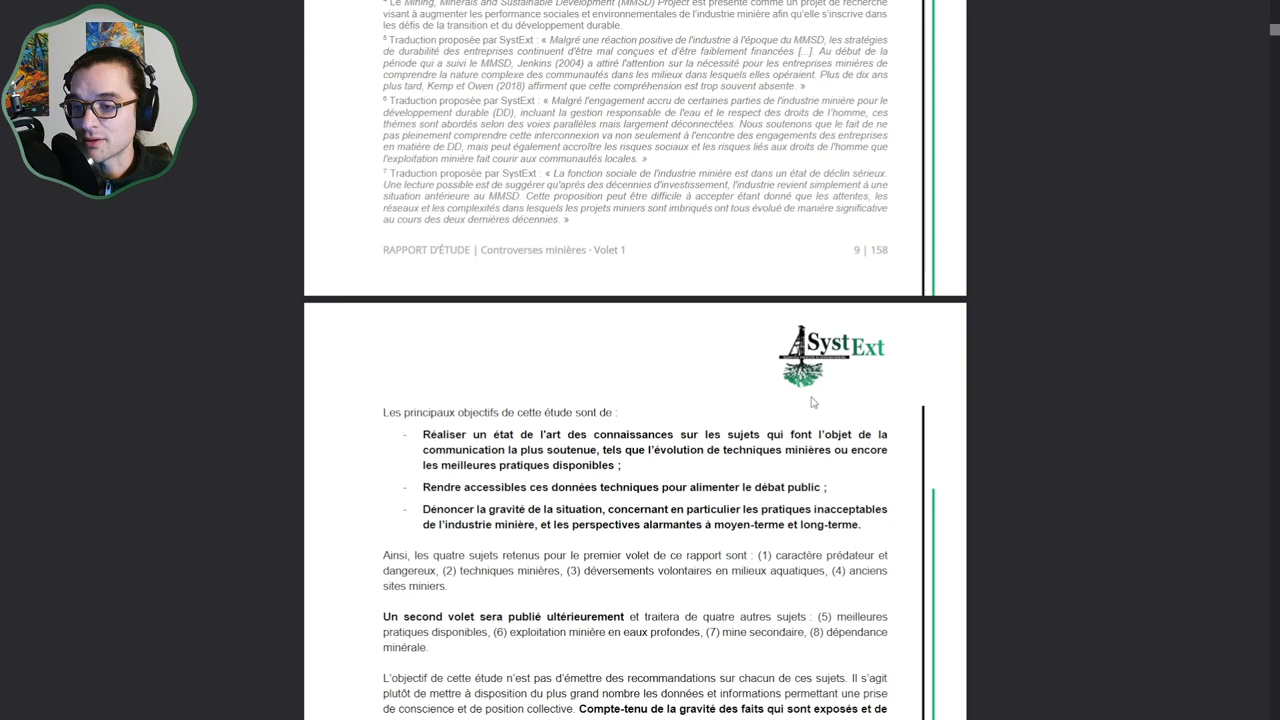 ⁴ Le Mining, Minerals and Sustainable Development (MMSD) Project est présenté comme un projet de recherche
visant à augmenter les performance sociales et environnementales de l'industrie minière afin qu'elle s'inscrive dans
les défis de la transition et du développement durable.
⁵ Traduction proposée par SystExt : « Malgré une réaction positive de l'industrie à l'époque du MMSD, les stratégies
de durabilité des entreprises continuent d'être mal conçues et d'être faiblement financées [...]. Au début de la
période qui a suivi le MMSD, Jenkins (2004) a attiré l'attention sur la nécessité pour les entreprises minières de
comprendre la nature complexe des communautés dans les milieux dans lesquels elles opéraient. Plus de dix ans
plus tard, Kemp et Owen (2018) affirment que cette compréhension est trop souvent absente. »
⁶ Traduction proposée par SystExt : « Malgré l'engagement accru de certaines parties de l'industrie minière pour le
développement durable (DD), incluant la gestion responsable de l'eau et le respect des droits de l'homme, ces
thèmes sont abordés selon des voies parallèles mais largement déconnectées. Nous soutenons que le fait de ne
pas pleinement comprendre cette interconnexion va non seulement à l'encontre des engagements des entreprises
en matière de DD, mais peut également accroître les risques sociaux et les risques liés aux droits de l'homme que
l'exploitation minière fait courir aux communautés locales. »
⁷ Traduction proposée par SystExt : « La fonction sociale de l'industrie minière est dans un état de déclin sérieux.
Une lecture possible est de suggérer qu'après des décennies d'investissement, l'industrie revient simplement à une
situation antérieure au MMSD. Cette proposition peut être difficile à accepter étant donné que les attentes, les
réseaux et les complexités dans lesquels les projets miniers sont imbriqués ont tous évolué de manière significative
au cours des deux dernières décennies. »
RAPPORT D'ÉTUDE | Controverses minières - Volet 1 9 | 158
SystExt
Les principaux objectifs de cette étude sont de :
- Réaliser un état de l'art des connaissances sur les sujets qui font l'objet de la
communication la plus soutenue, tels que l'évolution de techniques minières ou encore
les meilleures pratiques disponibles ;
- Rendre accessibles ces données techniques pour alimenter le débat public ;
- Dénoncer la gravité de la situation, concernant en particulier les pratiques inacceptables
de l'industrie minière, et les perspectives alarmantes à moyen-terme et long-terme.
Ainsi, les quatre sujets retenus pour le premier volet de ce rapport sont : (1) caractère prédateur et
dangereux, (2) techniques minières, (3) déversements volontaires en milieux aquatiques, (4) anciens
sites miniers.
Un second volet sera publié ultérieurement et traitera de quatre autres sujets : (5) meilleures
pratiques disponibles, (6) exploitation minière en eaux profondes, (7) mine secondaire, (8) dépendance
minérale.
L'objectif de cette étude n'est pas d'émettre des recommandations sur chacun de ces sujets. Il s'agit
plutôt de mettre à disposition du plus grand nombre les données et informations permettant une prise
de conscience et de position collective. Compte-tenu de la gravité des faits qui sont exposés et de